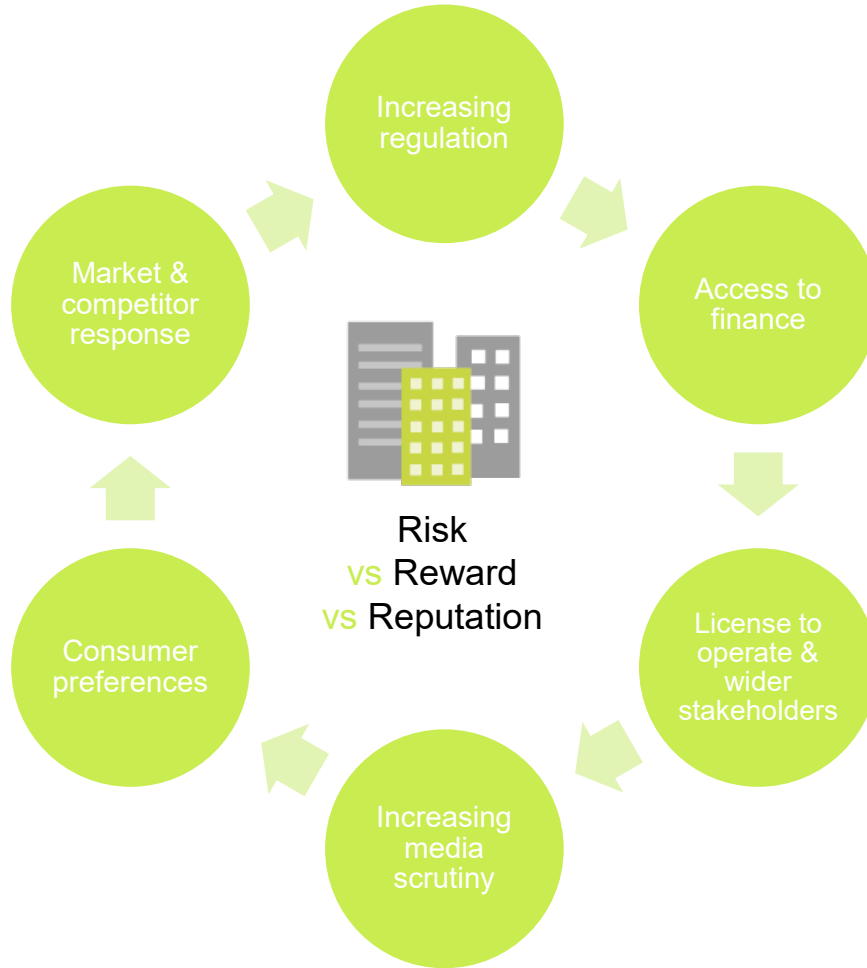 Increasing
regulation
Access to
finance
License to
operate &
wider
stakeholders
Increasing
media
scrutiny
Consumer
preferences
Market &
competitor
response
Risk
vs Reward
vs Reputation